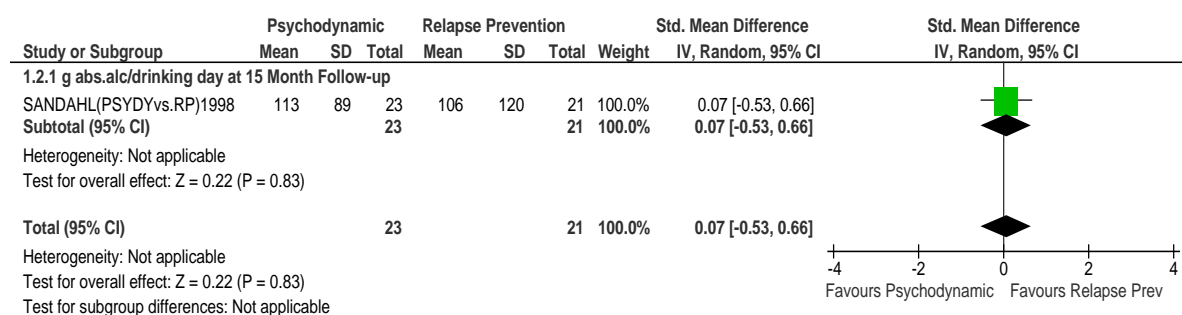 Psychodynamic Relapse Prevention Std. Mean Difference Std. Mean Difference
Study or Subgroup Mean SD Total Mean SD Total Weight IV, Random, 95% CI IV, Random, 95% CI
1.2.1 g abs.alc/drinking day at 15 Month Follow-up
SANDAHL(PSYDYvs.RP)1998 113 89 23 106 120 21 100.0% 0.07 [-0.53, 0.66]
Subtotal (95% CI) 23 21 100.0% 0.07 [-0.53, 0.66]
Heterogeneity: Not applicable
Test for overall effect: Z = 0.22 (P = 0.83)
Total (95% CI) 23 21 100.0% 0.07 [-0.53, 0.66]
Heterogeneity: Not applicable
Test for overall effect: Z = 0.22 (P = 0.83)
Test for subgroup differences: Not applicable
-4 -2 0 2 4
Favours Psychodynamic Favours Relapse Prev